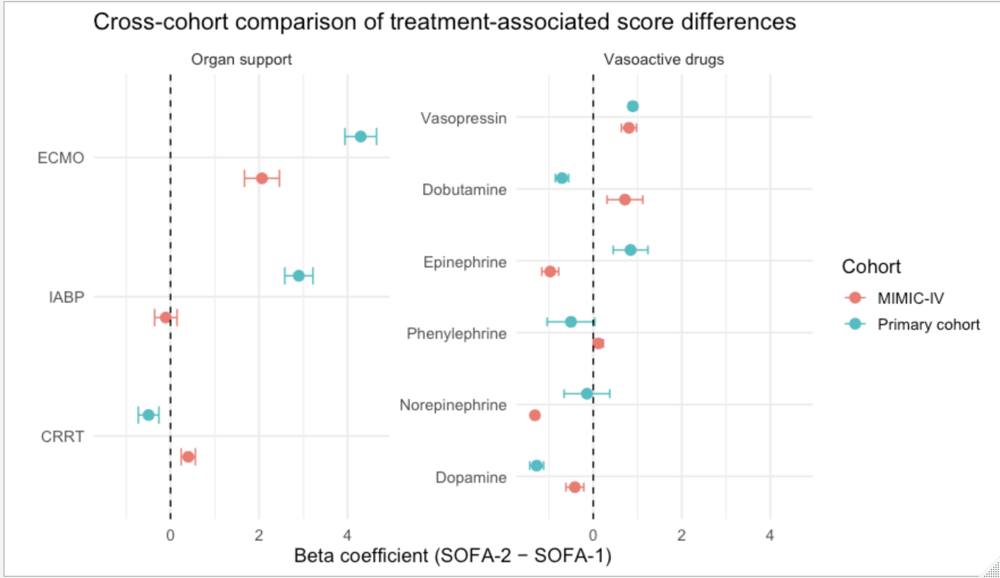 Cross-cohort comparison of treatment-associated score differences
Organ support
Vasoactive drugs
ECMO
IABP
CRRT
Vasopressin
Dobutamine
Epinephrine
Phenylephrine
Norepinephrine
Dopamine
0 2 4
0 2 4
Beta coefficient (SOFA-2 − SOFA-1)
Cohort
MIMIC-IV
Primary cohort